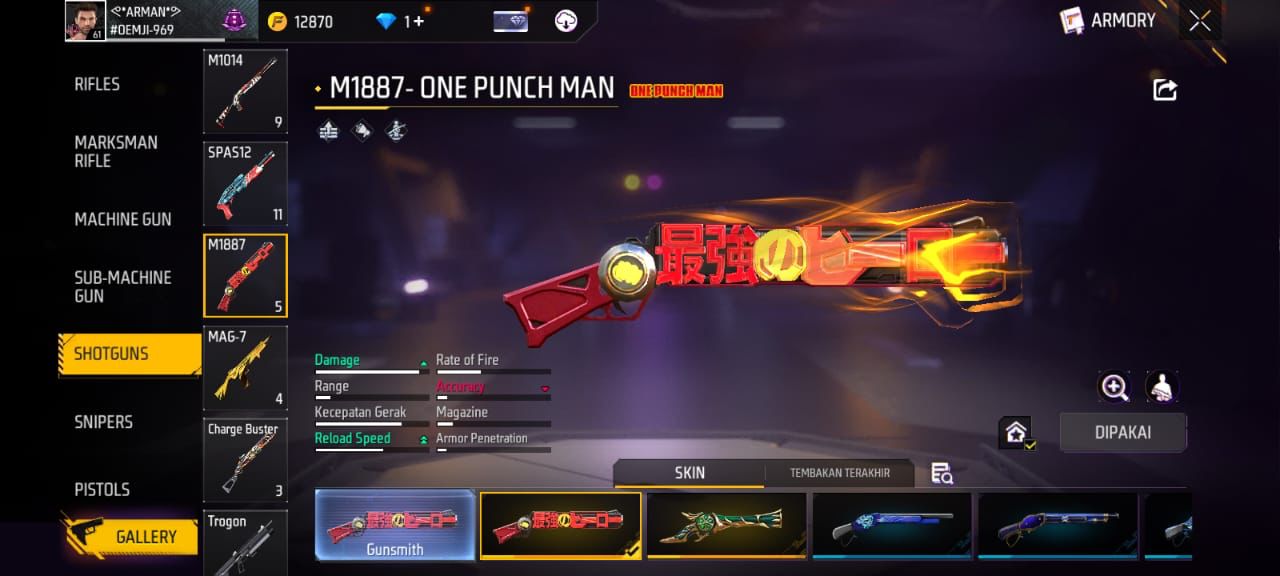 ᐸ°*ARMAN*°ᐳ
#OEMJI-969
61
12870
1+
ARMORY
RIFLES
MARKSMAN
RIFLE
MACHINE GUN
SUB-MACHINE
GUN
SHOTGUNS
SNIPERS
PISTOLS
GALLERY
M1014
9
SPAS12
11
M1887
5
MAG-7
4
Charge Buster
3
Trogon
M1887- ONE PUNCH MAN
ONE PUNCH MAN
最強のヒーロー
Damage
Rate of Fire
Range
Accuracy
Kecepatan Gerak
Magazine
Reload Speed
Armor Penetration
DIPAKAI
SKIN
TEMBAKAN TERAKHIR
最強のヒーロー
Gunsmith
最強のヒーロー